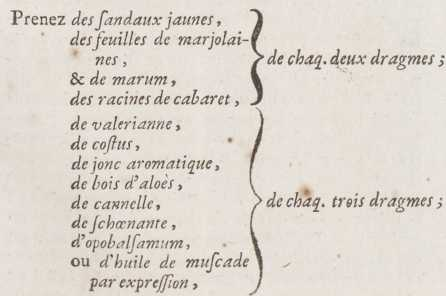 Prenez des ſandaux jaunes,
des feuilles de marjolai-
nes,
de chaq. deux dragmes;
& de marum,
des racines de cabaret,
de valerianne,
de coſtus,
de jonc aromatique,
de bois d'aloès,
de cannelle,
de chaq. trois dragmes;
de ſchœnante,
d'opobalſamum,
ou d'huile de muſcade
par expreſſion,